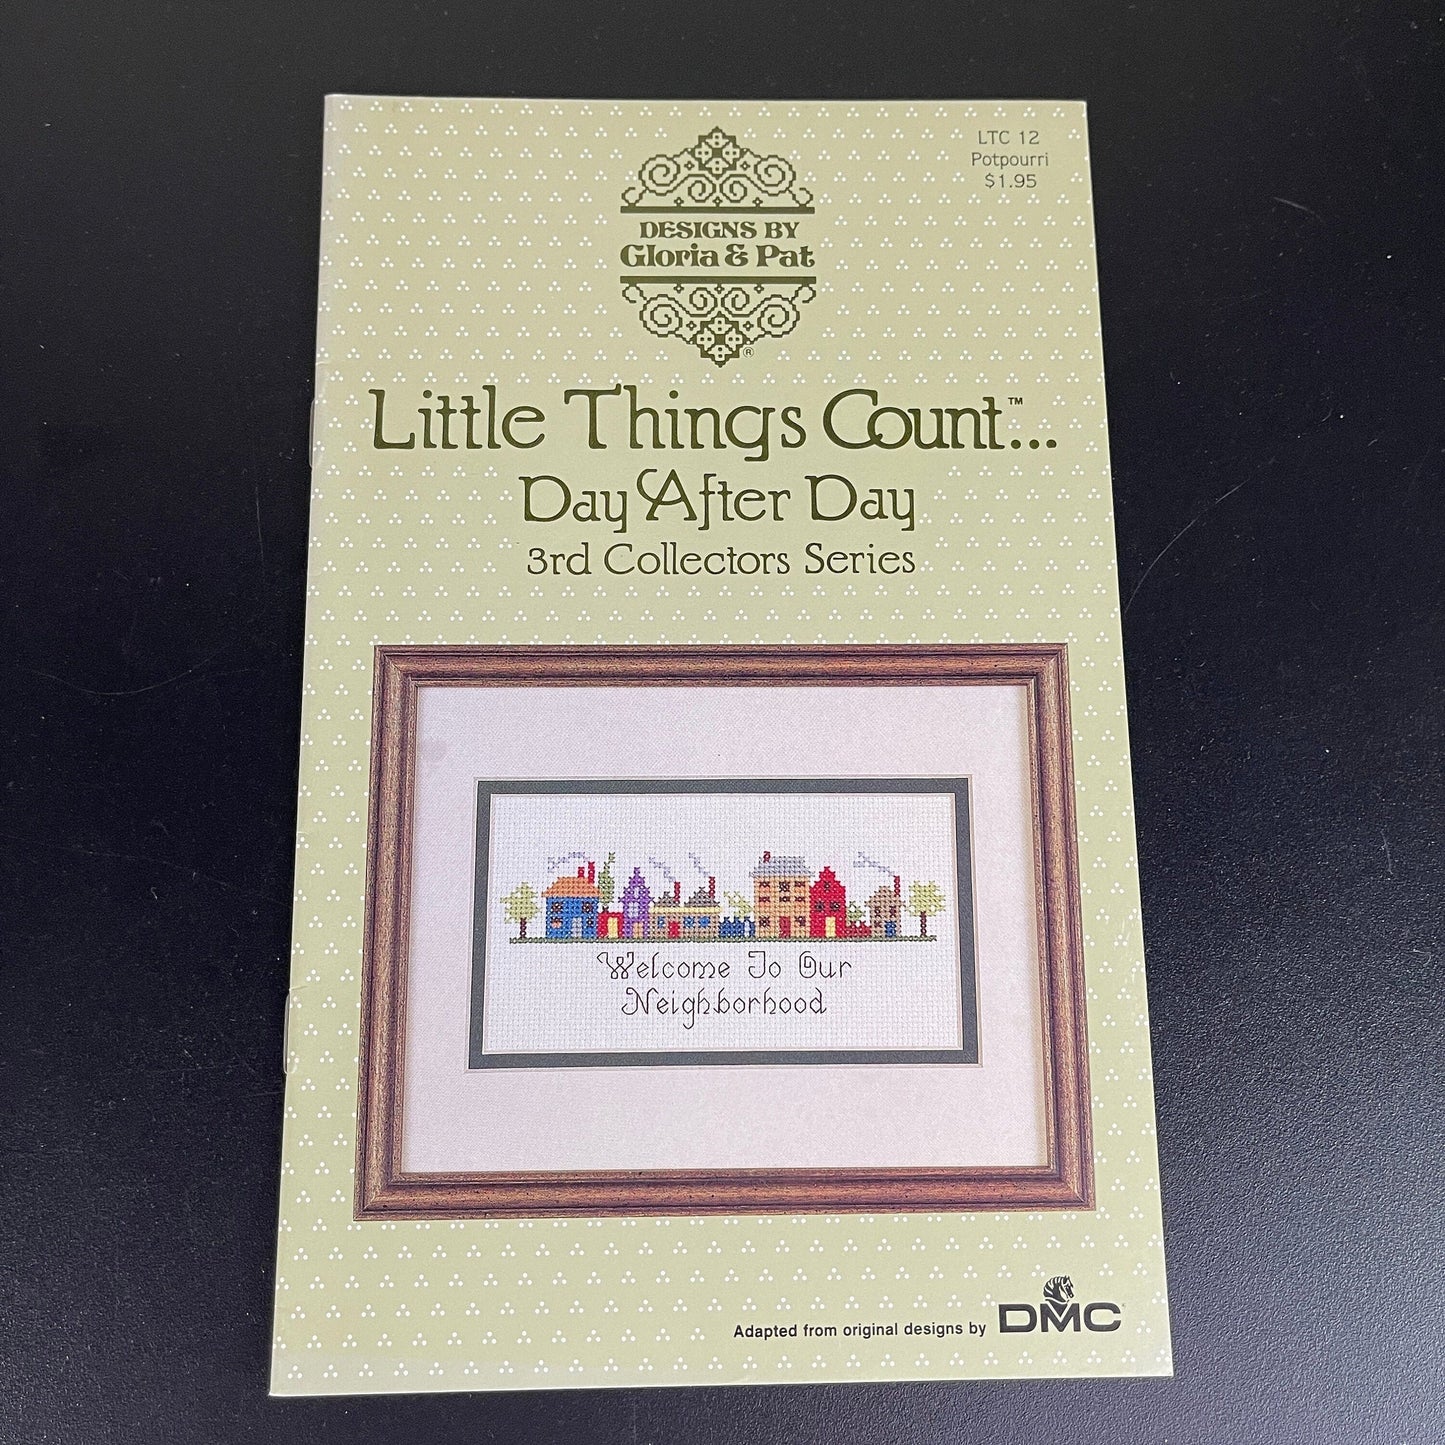 LTC 12
Potpourri
$1.95
DESIGNS BY
Gloria & Pat
®
Little Things Count™...
Day After Day
3rd Collectors Series
Welcome To Our
Neighborhood
Adapted from original designs by DMC